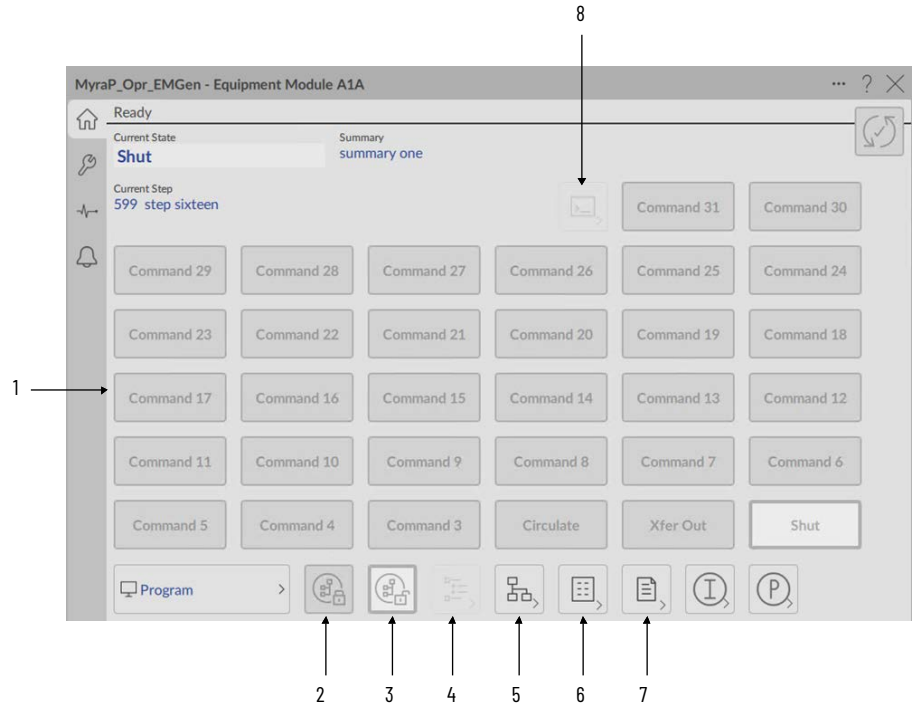 8
MyraP_Opr_EMGen - Equipment Module A1A ... ?
Ready
Current State Summary
Shut summary one
Current Step
599 step sixteen
Command 31 Command 30
Command 29 Command 28 Command 27 Command 26 Command 25 Command 24
Command 23 Command 22 Command 21 Command 20 Command 19 Command 18
1 Command 17 Command 16 Command 15 Command 14 Command 13 Command 12
Command 11 Command 10 Command 9 Command 8 Command 7 Command 6
Command 5 Command 4 Command 3 Circulate Xfer Out Shut
Program I P
2 3 4 5 6 7